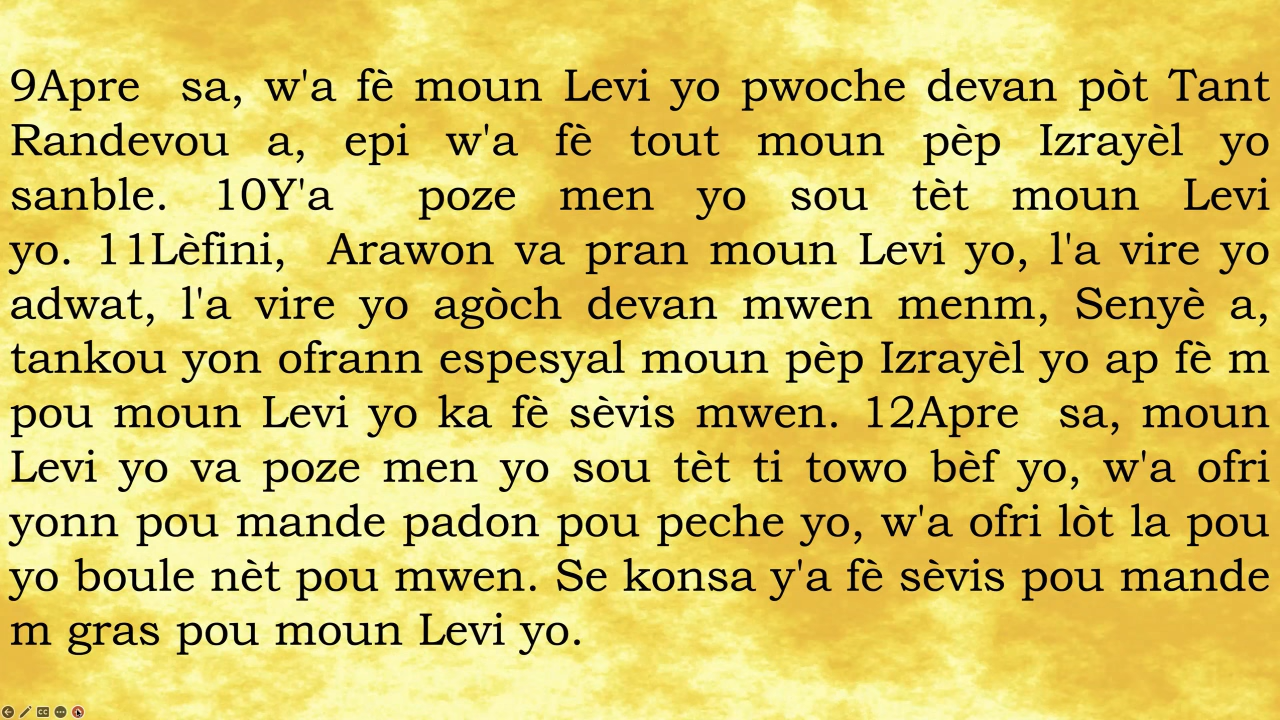 9Apre sa, w'a fè moun Levi yo pwoche devan pòt Tant
Randevou a, epi w'a fè tout moun pèp Izrayèl yo
sanble. 10Y'a poze men yo sou tèt moun Levi
yo. 11Lèfini, Arawon va pran moun Levi yo, l'a vire yo
adwat, l'a vire yo agòch devan mwen menm, Senyè a,
tankou yon ofrann espesyal moun pèp Izrayèl yo ap fè m
pou moun Levi yo ka fè sèvis mwen. 12Apre sa, moun
Levi yo va poze men yo sou tèt ti towo bèf yo, w'a ofri
yonn pou mande padon pou peche yo, w'a ofri lòt la pou
yo boule nèt pou mwen. Se konsa y'a fè sèvis pou mande
m gras pou moun Levi yo.